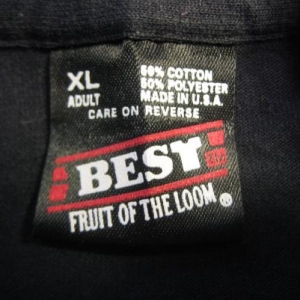 XL
ADULT
50% COTTON
50% POLYESTER
MADE IN U.S.A.
CARE ON REVERSE
BEST
FRUIT OF THE LOOM®